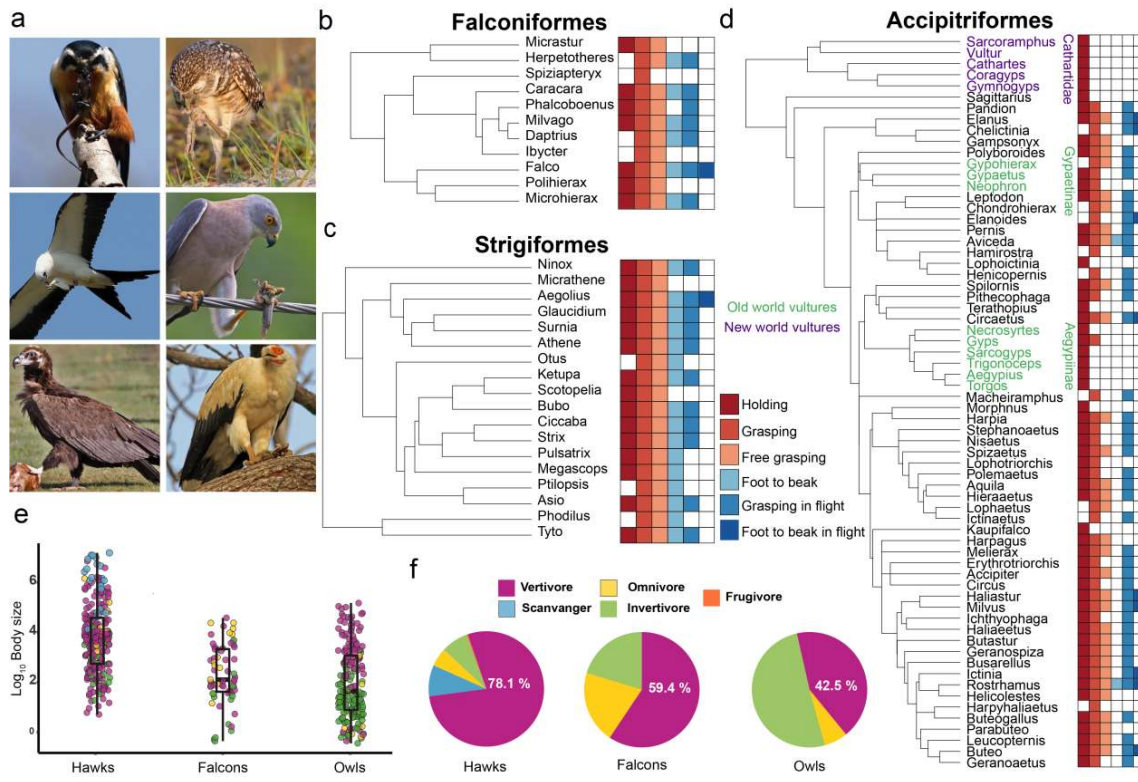 a
b
Falconiformes
Micrastur
Herpetotheres
Spiziapteryx
Caracara
Phalcoboenus
Milvago
Daptrius
Ibycter
Falco
Polihierax
Microhierax
c
Strigiformes
Ninox
Micrathene
Aegolius
Glaucidium
Surnia
Athene
Otus
Ketupa
Scotopelia
Bubo
Ciccaba
Strix
Pulsatrix
Megascops
Ptilopsis
Asio
Phodilus
Tyto
Old world vultures
New world vultures
Holding
Grasping
Free grasping
Foot to beak
Grasping in flight
Foot to beak in flight
d
Accipitriformes
Sarcoramphus
Vultur
Cathartes
Coragyps
Gymnogyps
Sagittarius
Pandion
Elanus
Chelictinia
Gampsonyx
Polyboroides
Gypohierax
Gypaetus
Neophron
Leptodon
Chondrohierax
Elanoides
Pernis
Aviceda
Hamirostra
Lophoictinia
Henicopernis
Spilornis
Pithecophaga
Terathopius
Circaetus
Necrosyrtes
Gyps
Sarcogyps
Trigonoceps
Aegypius
Torgos
Macheiramphus
Morphnus
Harpia
Stephanoaetus
Nisaetus
Spizaetus
Lophotriorchis
Polemaetus
Aquila
Hieraaetus
Lophaetus
Ictinaetus
Kaupifalco
Harpagus
Melierax
Erythrotriorchis
Accipiter
Circus
Haliastur
Milvus
Ichthyophaga
Haliaeetus
Butastur
Geranospiza
Busarellus
Ictinia
Rostrhamus
Helicolestes
Harpyhaliaetus
Buteogallus
Parabuteo
Leucopternis
Buteo
Geranoaetus
Cathartidae
Gypaetinae
Aegypiinae
e
Log10 Body size
6
4
2
0
Hawks
Falcons
Owls
f
Vertivore
Omnivore
Frugivore
Scanvanger
Invertivore
78.1 %
59.4 %
42.5 %
Hawks
Falcons
Owls